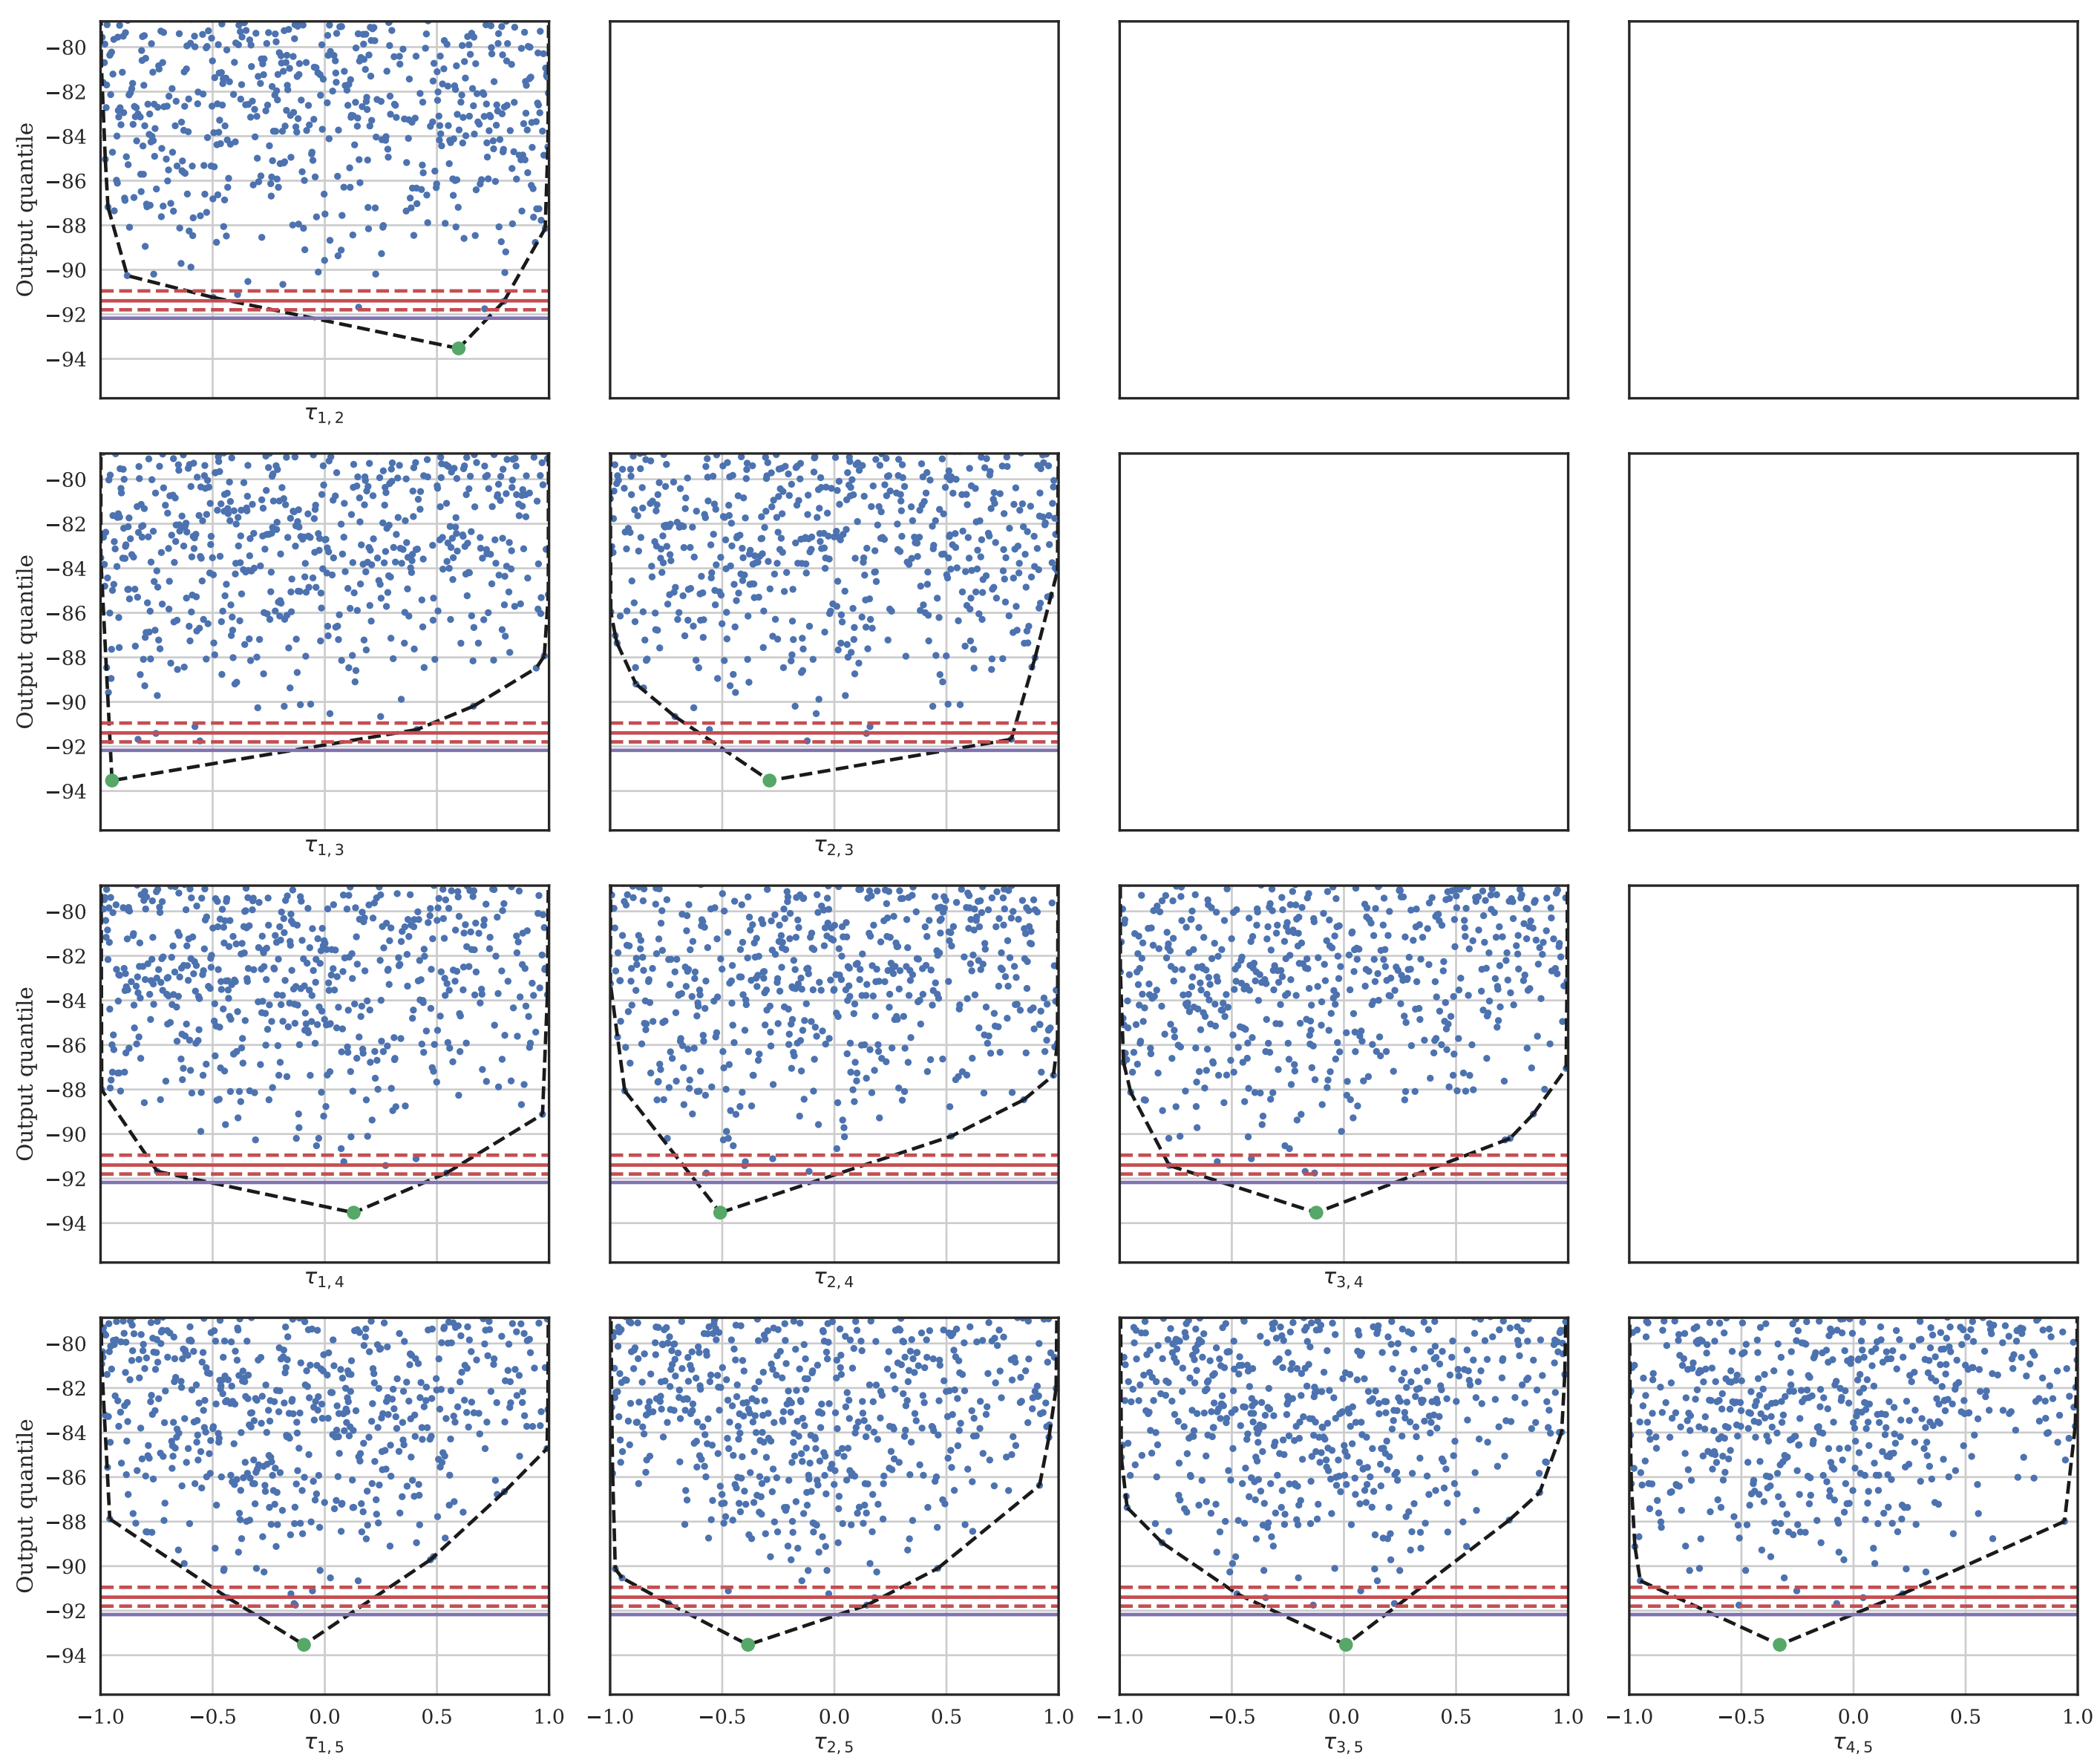 Output quantile
−80
−82
−84
−86
−88
−90
−92
−94
τ1,2
Output quantile
−80
−82
−84
−86
−88
−90
−92
−94
τ1,3
τ2,3
Output quantile
−80
−82
−84
−86
−88
−90
−92
−94
τ1,4
τ2,4
τ3,4
Output quantile
−80
−82
−84
−86
−88
−90
−92
−94
−1.0 −0.5 0.0 0.5 1.0
−1.0 −0.5 0.0 0.5 1.0
−1.0 −0.5 0.0 0.5 1.0
−1.0 −0.5 0.0 0.5 1.0
τ1,5
τ2,5
τ3,5
τ4,5